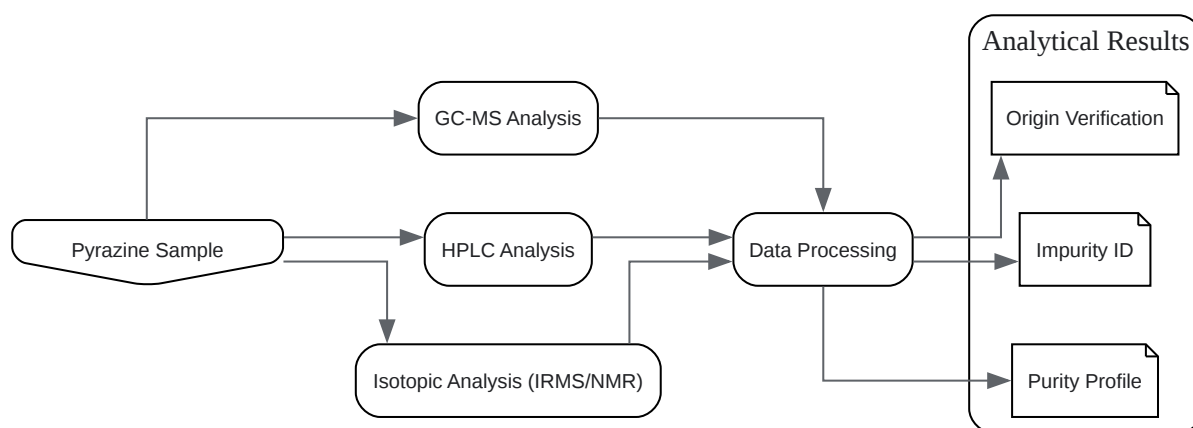 Analytical Results
GC-MS Analysis
Origin Verification
Pyrazine Sample
HPLC Analysis
Data Processing
Impurity ID
Isotopic Analysis (IRMS/NMR)
Purity Profile